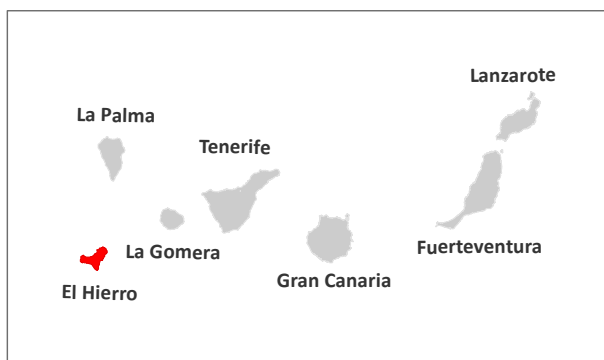 Lanzarote
La Palma
Tenerife
La Gomera
Fuerteventura
Gran Canaria
El Hierro